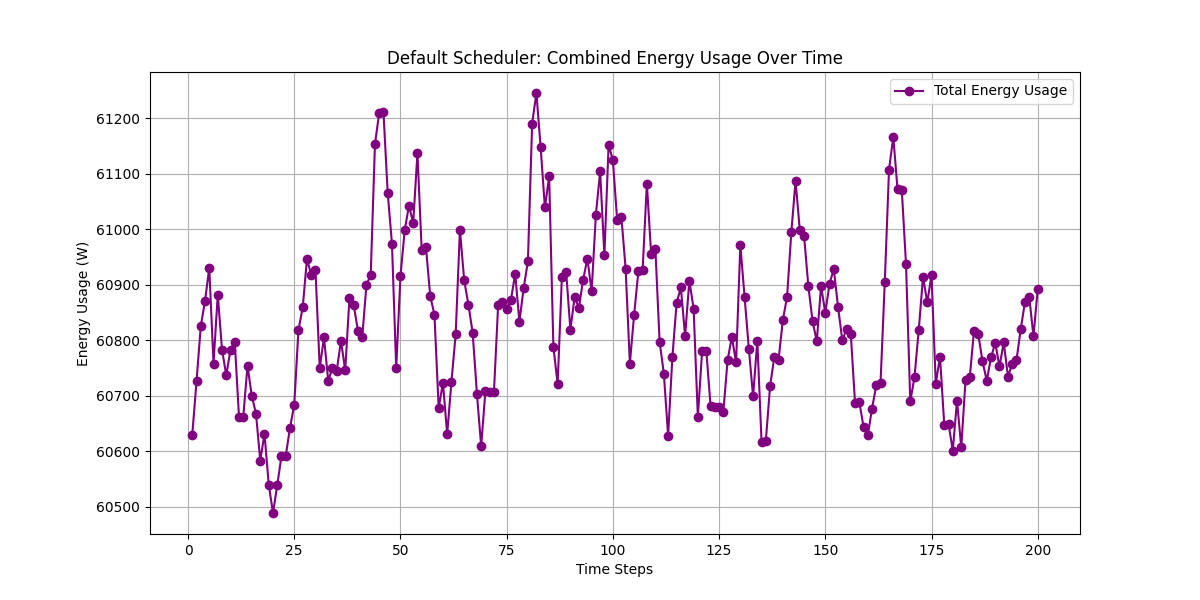 Default Scheduler: Combined Energy Usage Over Time
Total Energy Usage
Energy Usage (W)
61200
61100
61000
60900
60800
60700
60600
60500
0 25 50 75 100 125 150 175 200
Time Steps